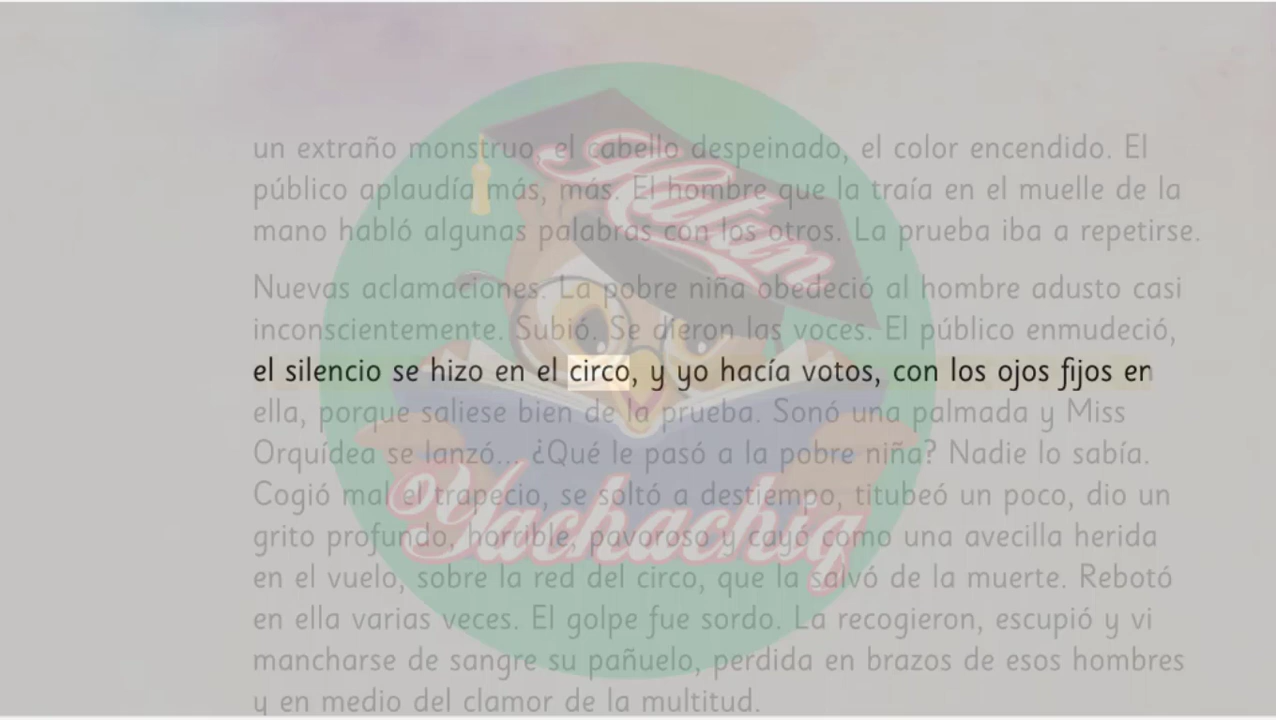 un extraño monstruo, el cabello despeinado, el color encendido. El
público aplaudía más, más. El hombre que la traía en el muelle de la
mano habló algunas palabras con los otros. La prueba iba a repetirse.
Nuevas aclamaciones. La pobre niña obedeció al hombre adusto casi
inconscientemente. Subió. Se dieron las voces. El público enmudeció,
el silencio se hizo en el circo, y yo hacía votos, con los ojos fijos en
ella, porque saliese bien de la prueba. Sonó una palmada y Miss
Orquídea se lanzó... ¿Qué le pasó a la pobre niña? Nadie lo sabía.
Cogió mal el trapecio, se soltó a destiempo, titubeó un poco, dio un
grito profundo, horrible, pavoroso y cayó como una avecilla herida
en el vuelo, sobre la red del circo, que la salvó de la muerte. Rebotó
en ella varias veces. El golpe fue sordo. La recogieron, escupió y vi
mancharse de sangre su pañuelo, perdida en brazos de esos hombres
y en medio del clamor de la multitud.
Hatun
Yachachiq